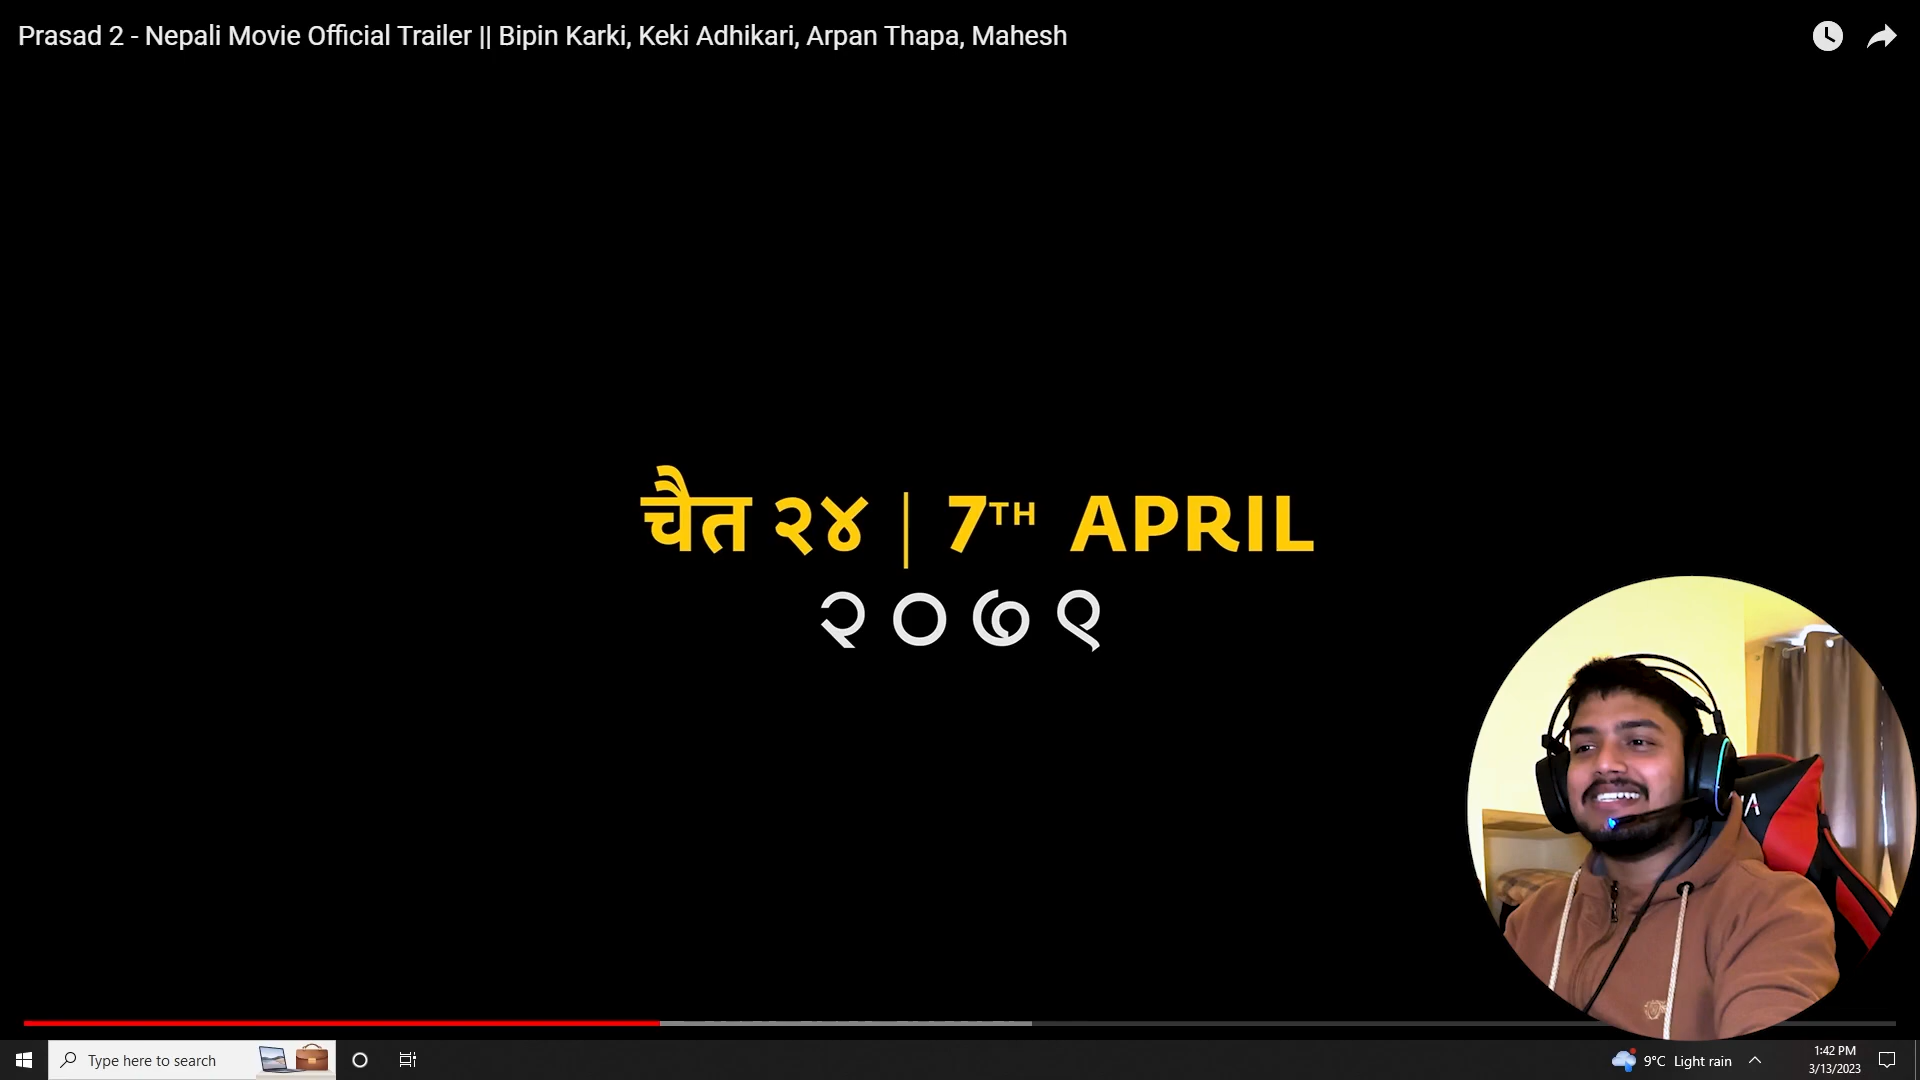 Prasad 2 - Nepali Movie Official Trailer || Bipin Karki, Keki Adhikari, Arpan Thapa, Mahesh
चैत २४ | 7TH APRIL
२०७९
Type here to search
9°C Light rain
1:42 PM
3/13/2023